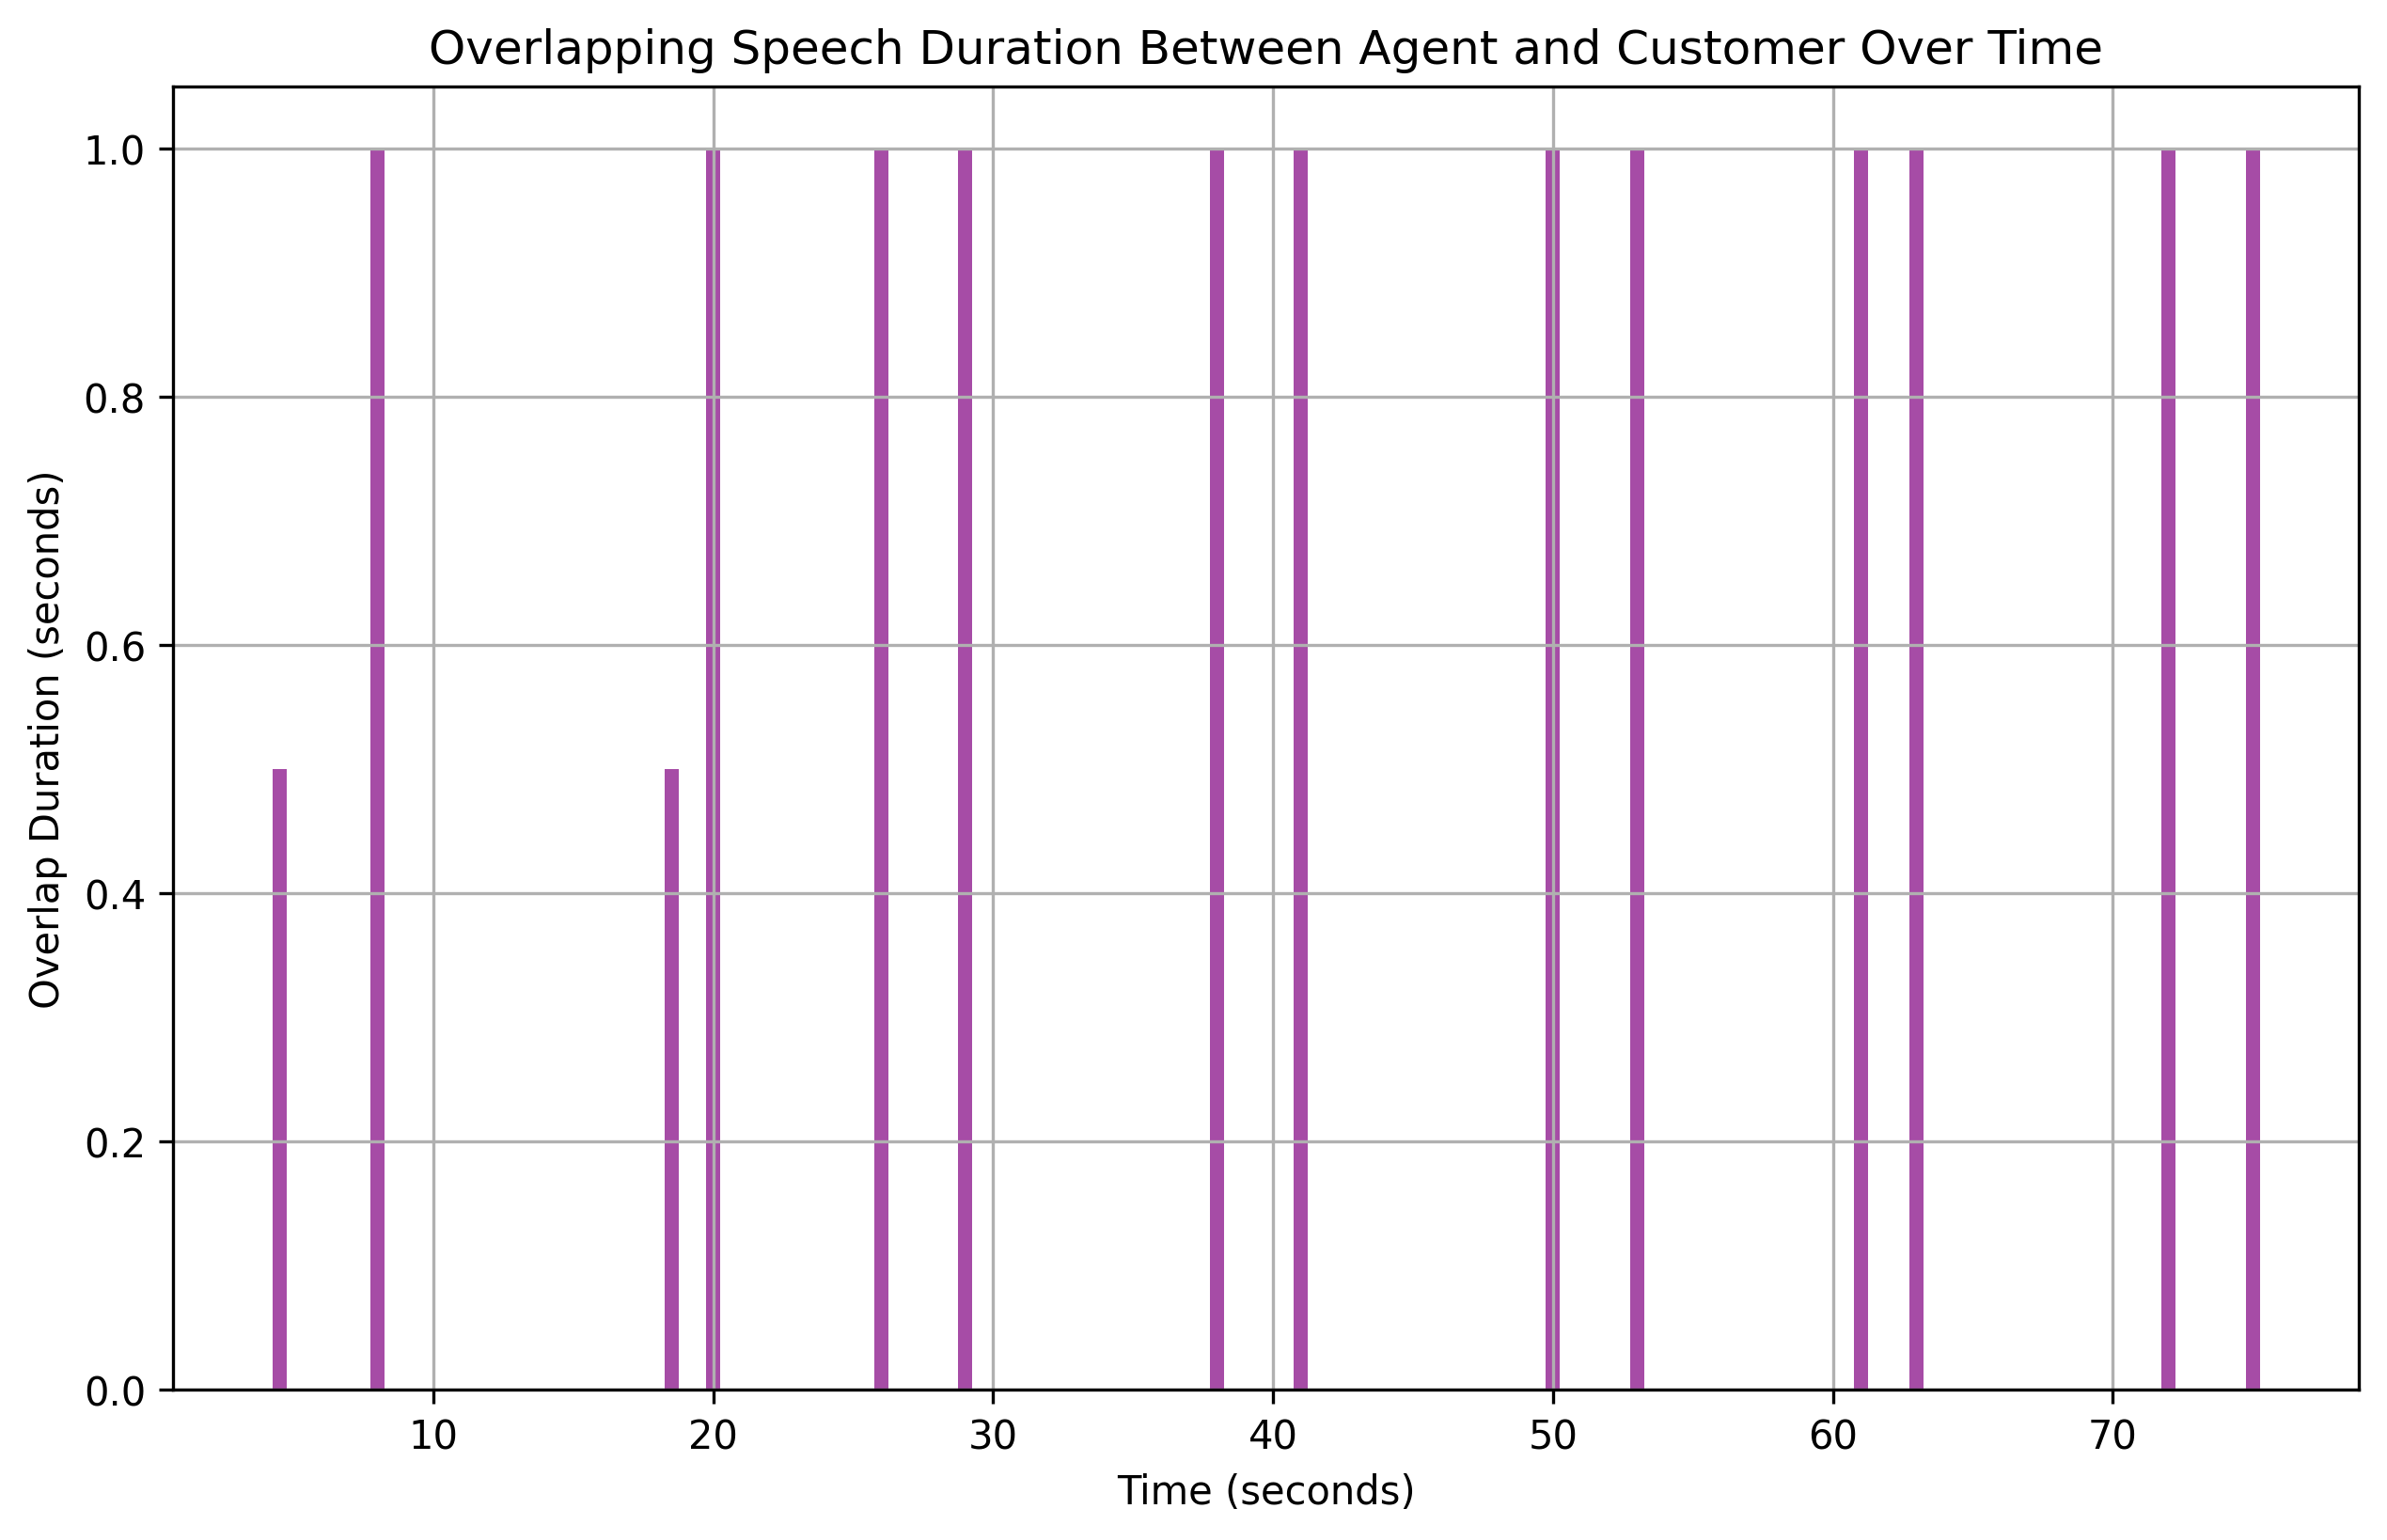 Overlapping Speech Duration Between Agent and Customer Over Time
Overlap Duration (seconds)
1.0
0.8
0.6
0.4
0.2
0.0
10 20 30 40 50 60 70
Time (seconds)